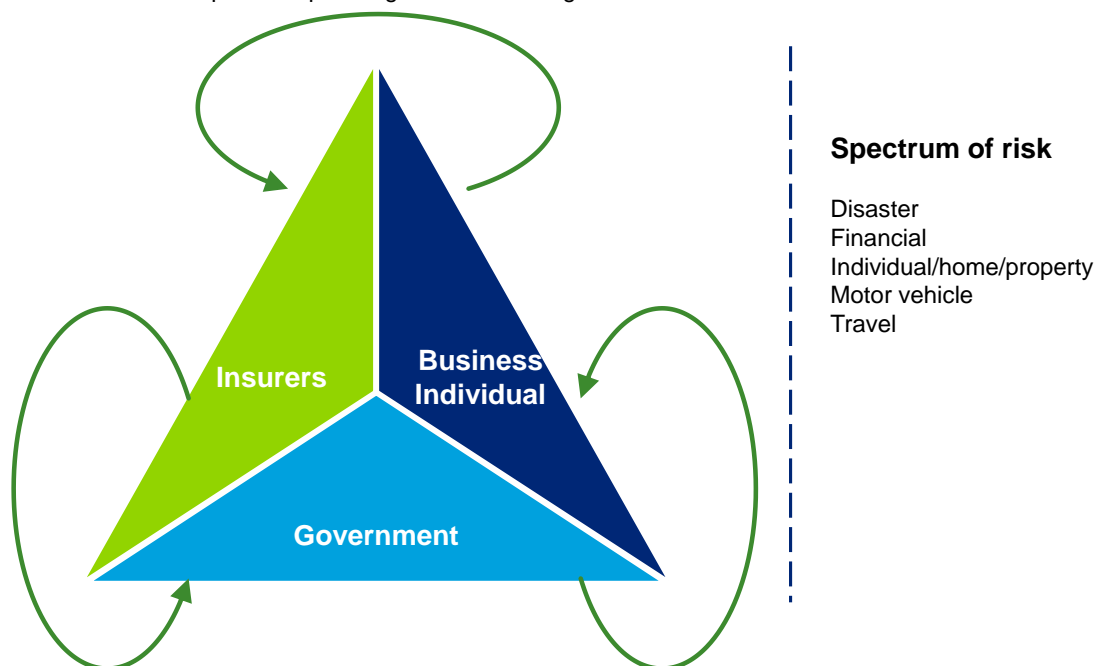 Spectrum of risk
Disaster
Financial
Individual/home/property
Motor vehicle
Travel
Insurers
Business
Individual
Government